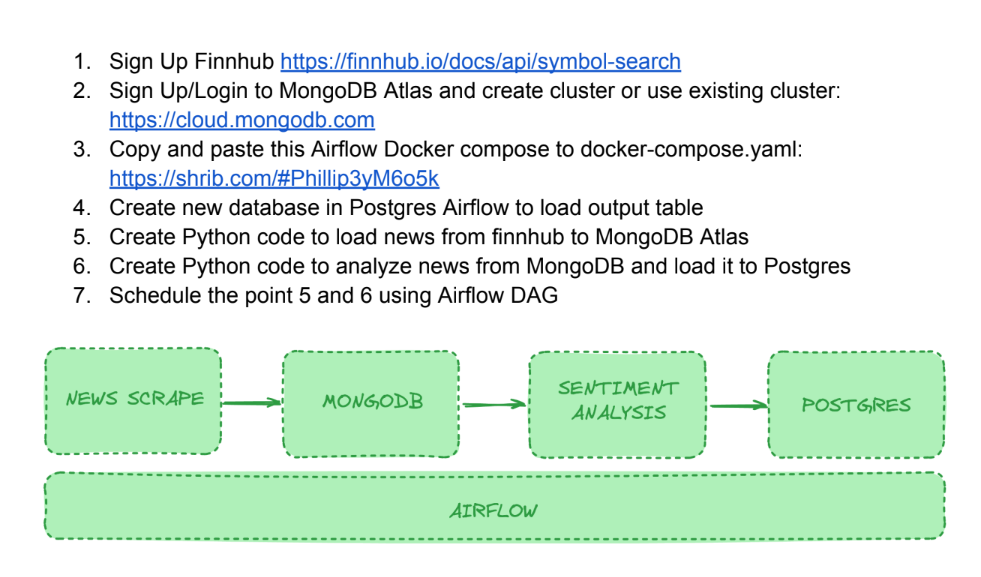 1. Sign Up Finnhub https://finnhub.io/docs/api/symbol-search
2. Sign Up/Login to MongoDB Atlas and create cluster or use existing cluster:
https://cloud.mongodb.com
3. Copy and paste this Airflow Docker compose to docker-compose.yaml:
https://shrib.com/#Phillip3yM6o5k
4. Create new database in Postgres Airflow to load output table
5. Create Python code to load news from finnhub to MongoDB Atlas
6. Create Python code to analyze news from MongoDB and load it to Postgres
7. Schedule the point 5 and 6 using Airflow DAG
NEWS SCRAPE
MONGODB
SENTIMENT
ANALYSIS
POSTGRES
AIRFLOW